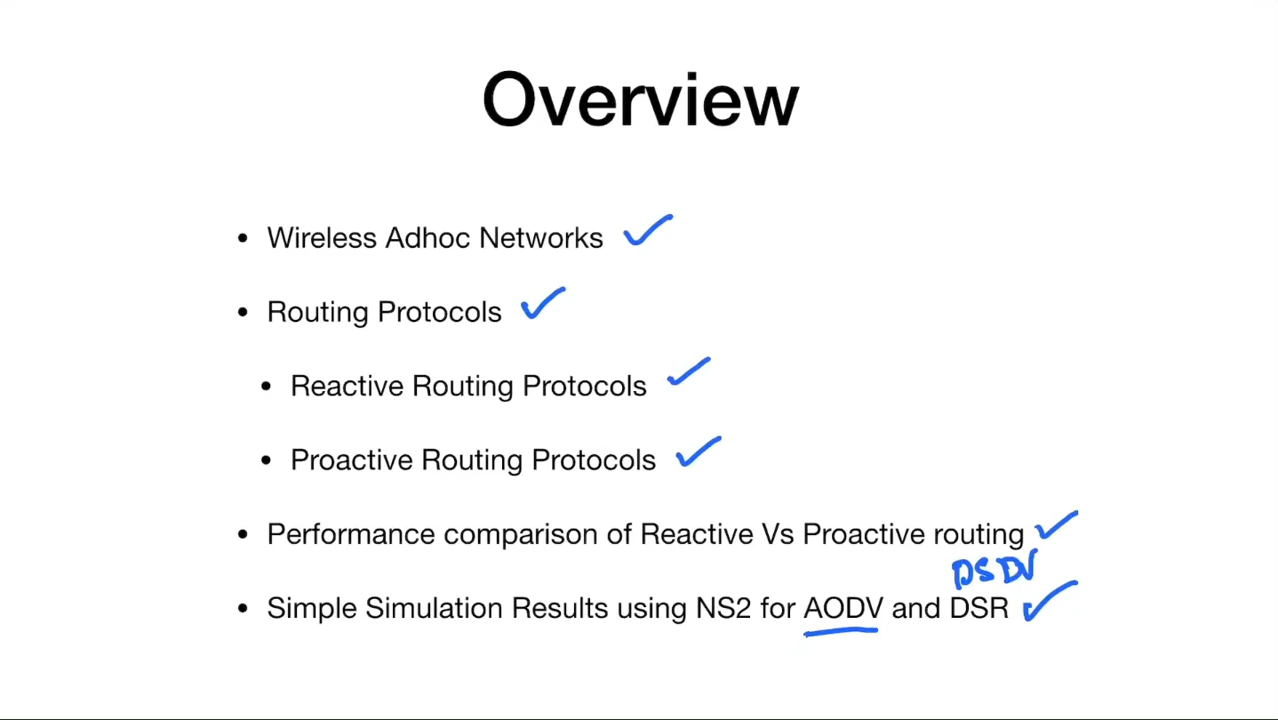 Overview
• Wireless Adhoc Networks
• Routing Protocols
• Reactive Routing Protocols
• Proactive Routing Protocols
• Performance comparison of Reactive Vs Proactive routing
DSDV
• Simple Simulation Results using NS2 for AODV and DSR